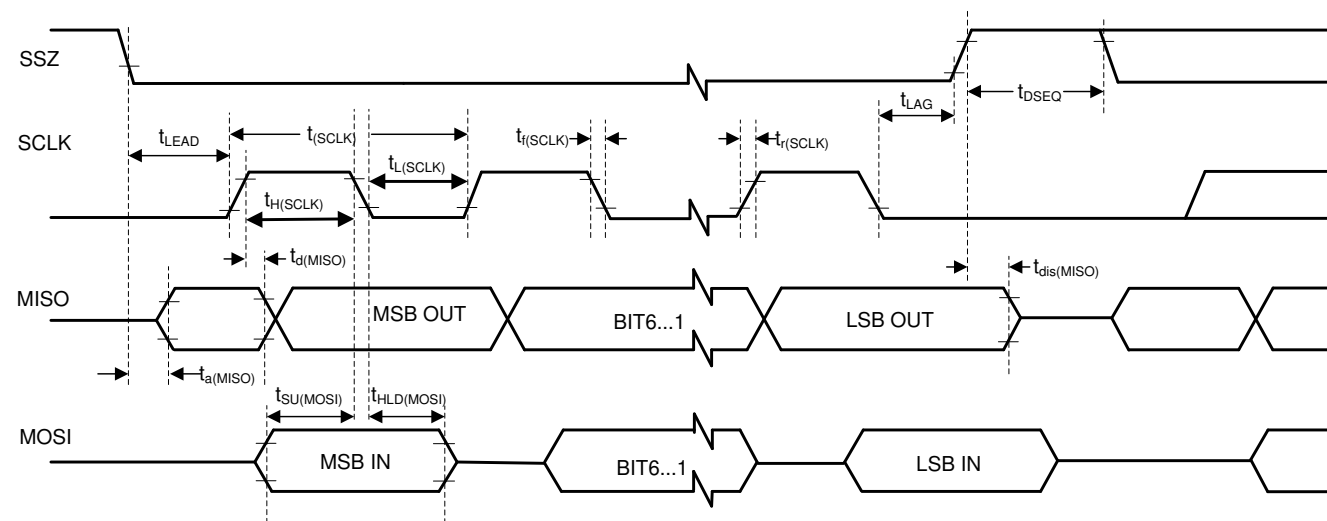 SSZ
tLAG
tDSEQ
SCLK
tLEAD
t(SCLK)
tf(SCLK)
tr(SCLK)
tL(SCLK)
tH(SCLK)
td(MISO)
tdis(MISO)
MISO
MSB OUT
BIT6...1
LSB OUT
ta(MISO)
tSU(MOSI)
tHLD(MOSI)
MOSI
MSB IN
BIT6...1
LSB IN